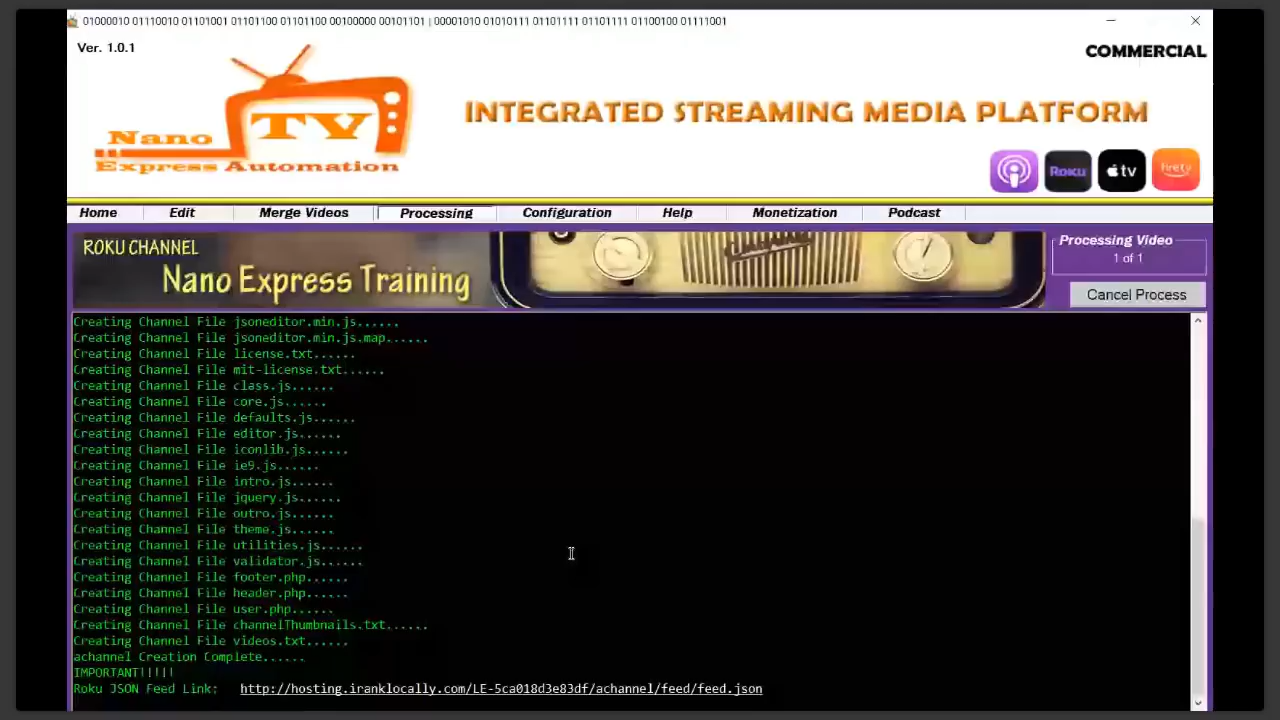 01000010 01110010 01101001 01101100 01101100 00100000 00101101 | 00001010 01010111 01101111 01101111 01100100 01111001
Ver. 1.0.1
COMMERCIAL
Nano
TV
Express Automation
INTEGRATED STREAMING MEDIA PLATFORM
Roku
tv
firetv
Home Edit Merge Videos Processing Configuration Help Monetization Podcast
ROKU CHANNEL
Nano Express Training
Processing Video
1 of 1
Cancel Process
Creating Channel File jsoneditor.min.js......
Creating Channel File jsoneditor.min.js.map......
Creating Channel File license.txt......
Creating Channel File mit-license.txt......
Creating Channel File class.js......
Creating Channel File core.js......
Creating Channel File defaults.js......
Creating Channel File editor.js......
Creating Channel File iconlib.js......
Creating Channel File ie9.js......
Creating Channel File intro.js......
Creating Channel File jquery.js......
Creating Channel File outro.js......
Creating Channel File theme.js......
Creating Channel File utilities.js......
Creating Channel File validator.js......
Creating Channel File footer.php......
Creating Channel File header.php......
Creating Channel File user.php......
Creating Channel File channelThumbnails.txt......
Creating Channel File videos.txt......
achannel Creation Complete......
IMPORTANT!!!!!
Roku JSON Feed Link: http://hosting.iranklocally.com/LE-5ca018d3e83df/achannel/feed/feed.json